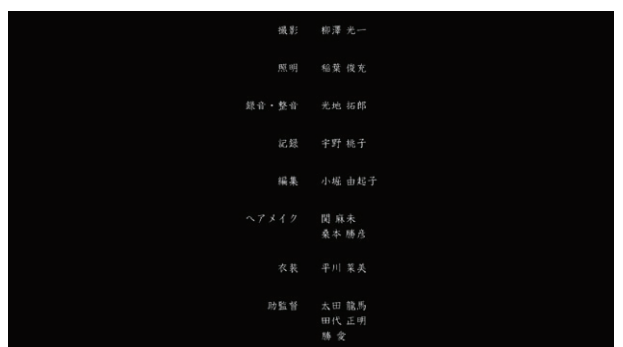 撮影 柳澤 光一
照明 稲葉 俊充
録音・整音 光地 拓郎
記録 宇野 桃子
編集 小堀 由起子
ヘアメイク 関 麻未
桑本 勝彦
衣装 平川 菜美
助監督 太田 龍馬
田代 正明
勝 愛